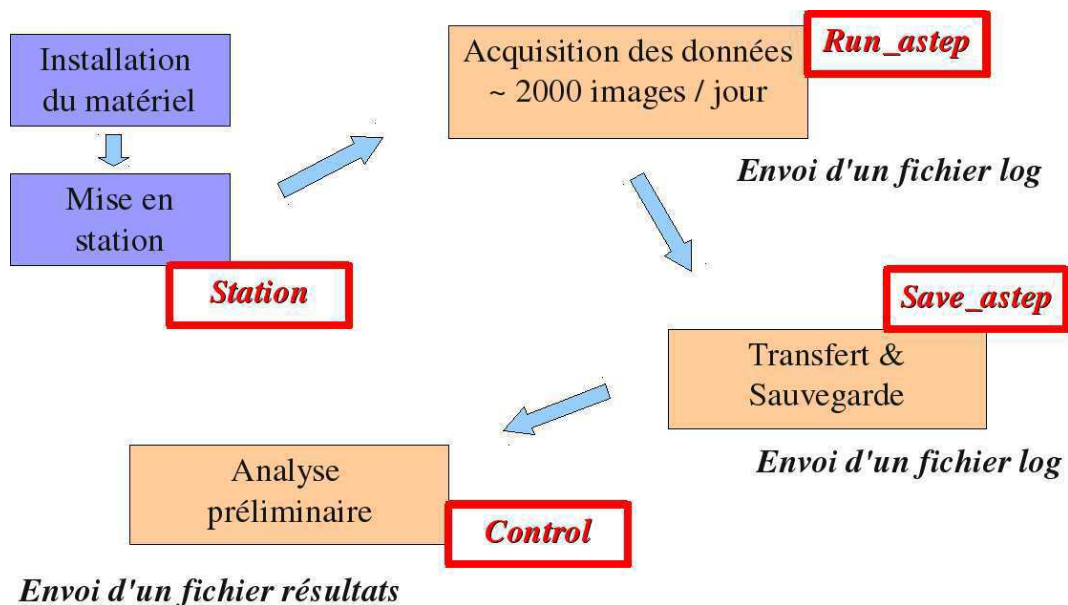 Installation
du matériel
Mise en
station
Station
Acquisition des données
~ 2000 images / jour
Run_astep
Envoi d'un fichier log
Save_astep
Transfert &
Sauvegarde
Envoi d'un fichier log
Analyse
préliminaire
Control
Envoi d'un fichier résultats